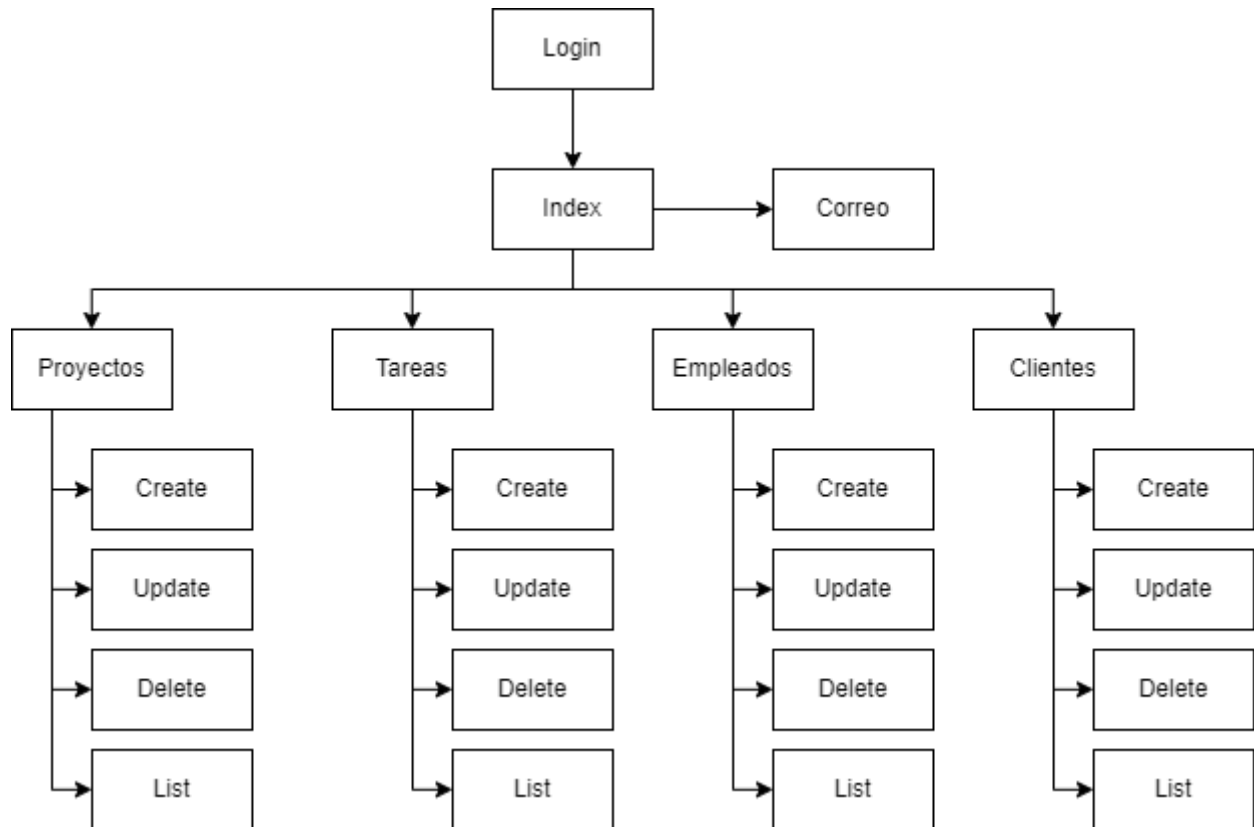 Login
Index
Correo
Proyectos
Tareas
Empleados
Clientes
Create
Create
Create
Create
Update
Update
Update
Update
Delete
Delete
Delete
Delete
List
List
List
List